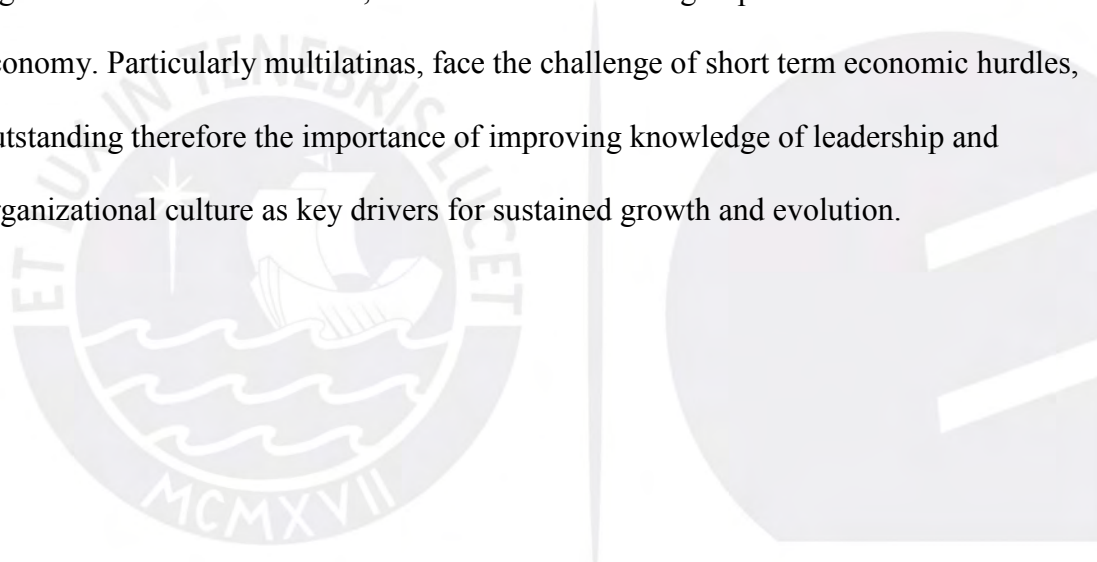 conomy. Particularly multilatinas, face the challenge of short term economic hurdles,
utstanding therefore the importance of improving knowledge of leadership and
rganizational culture as key drivers for sustained growth and evolution.
ET LUX IN TENEBRIS LUCET
MCMXVII